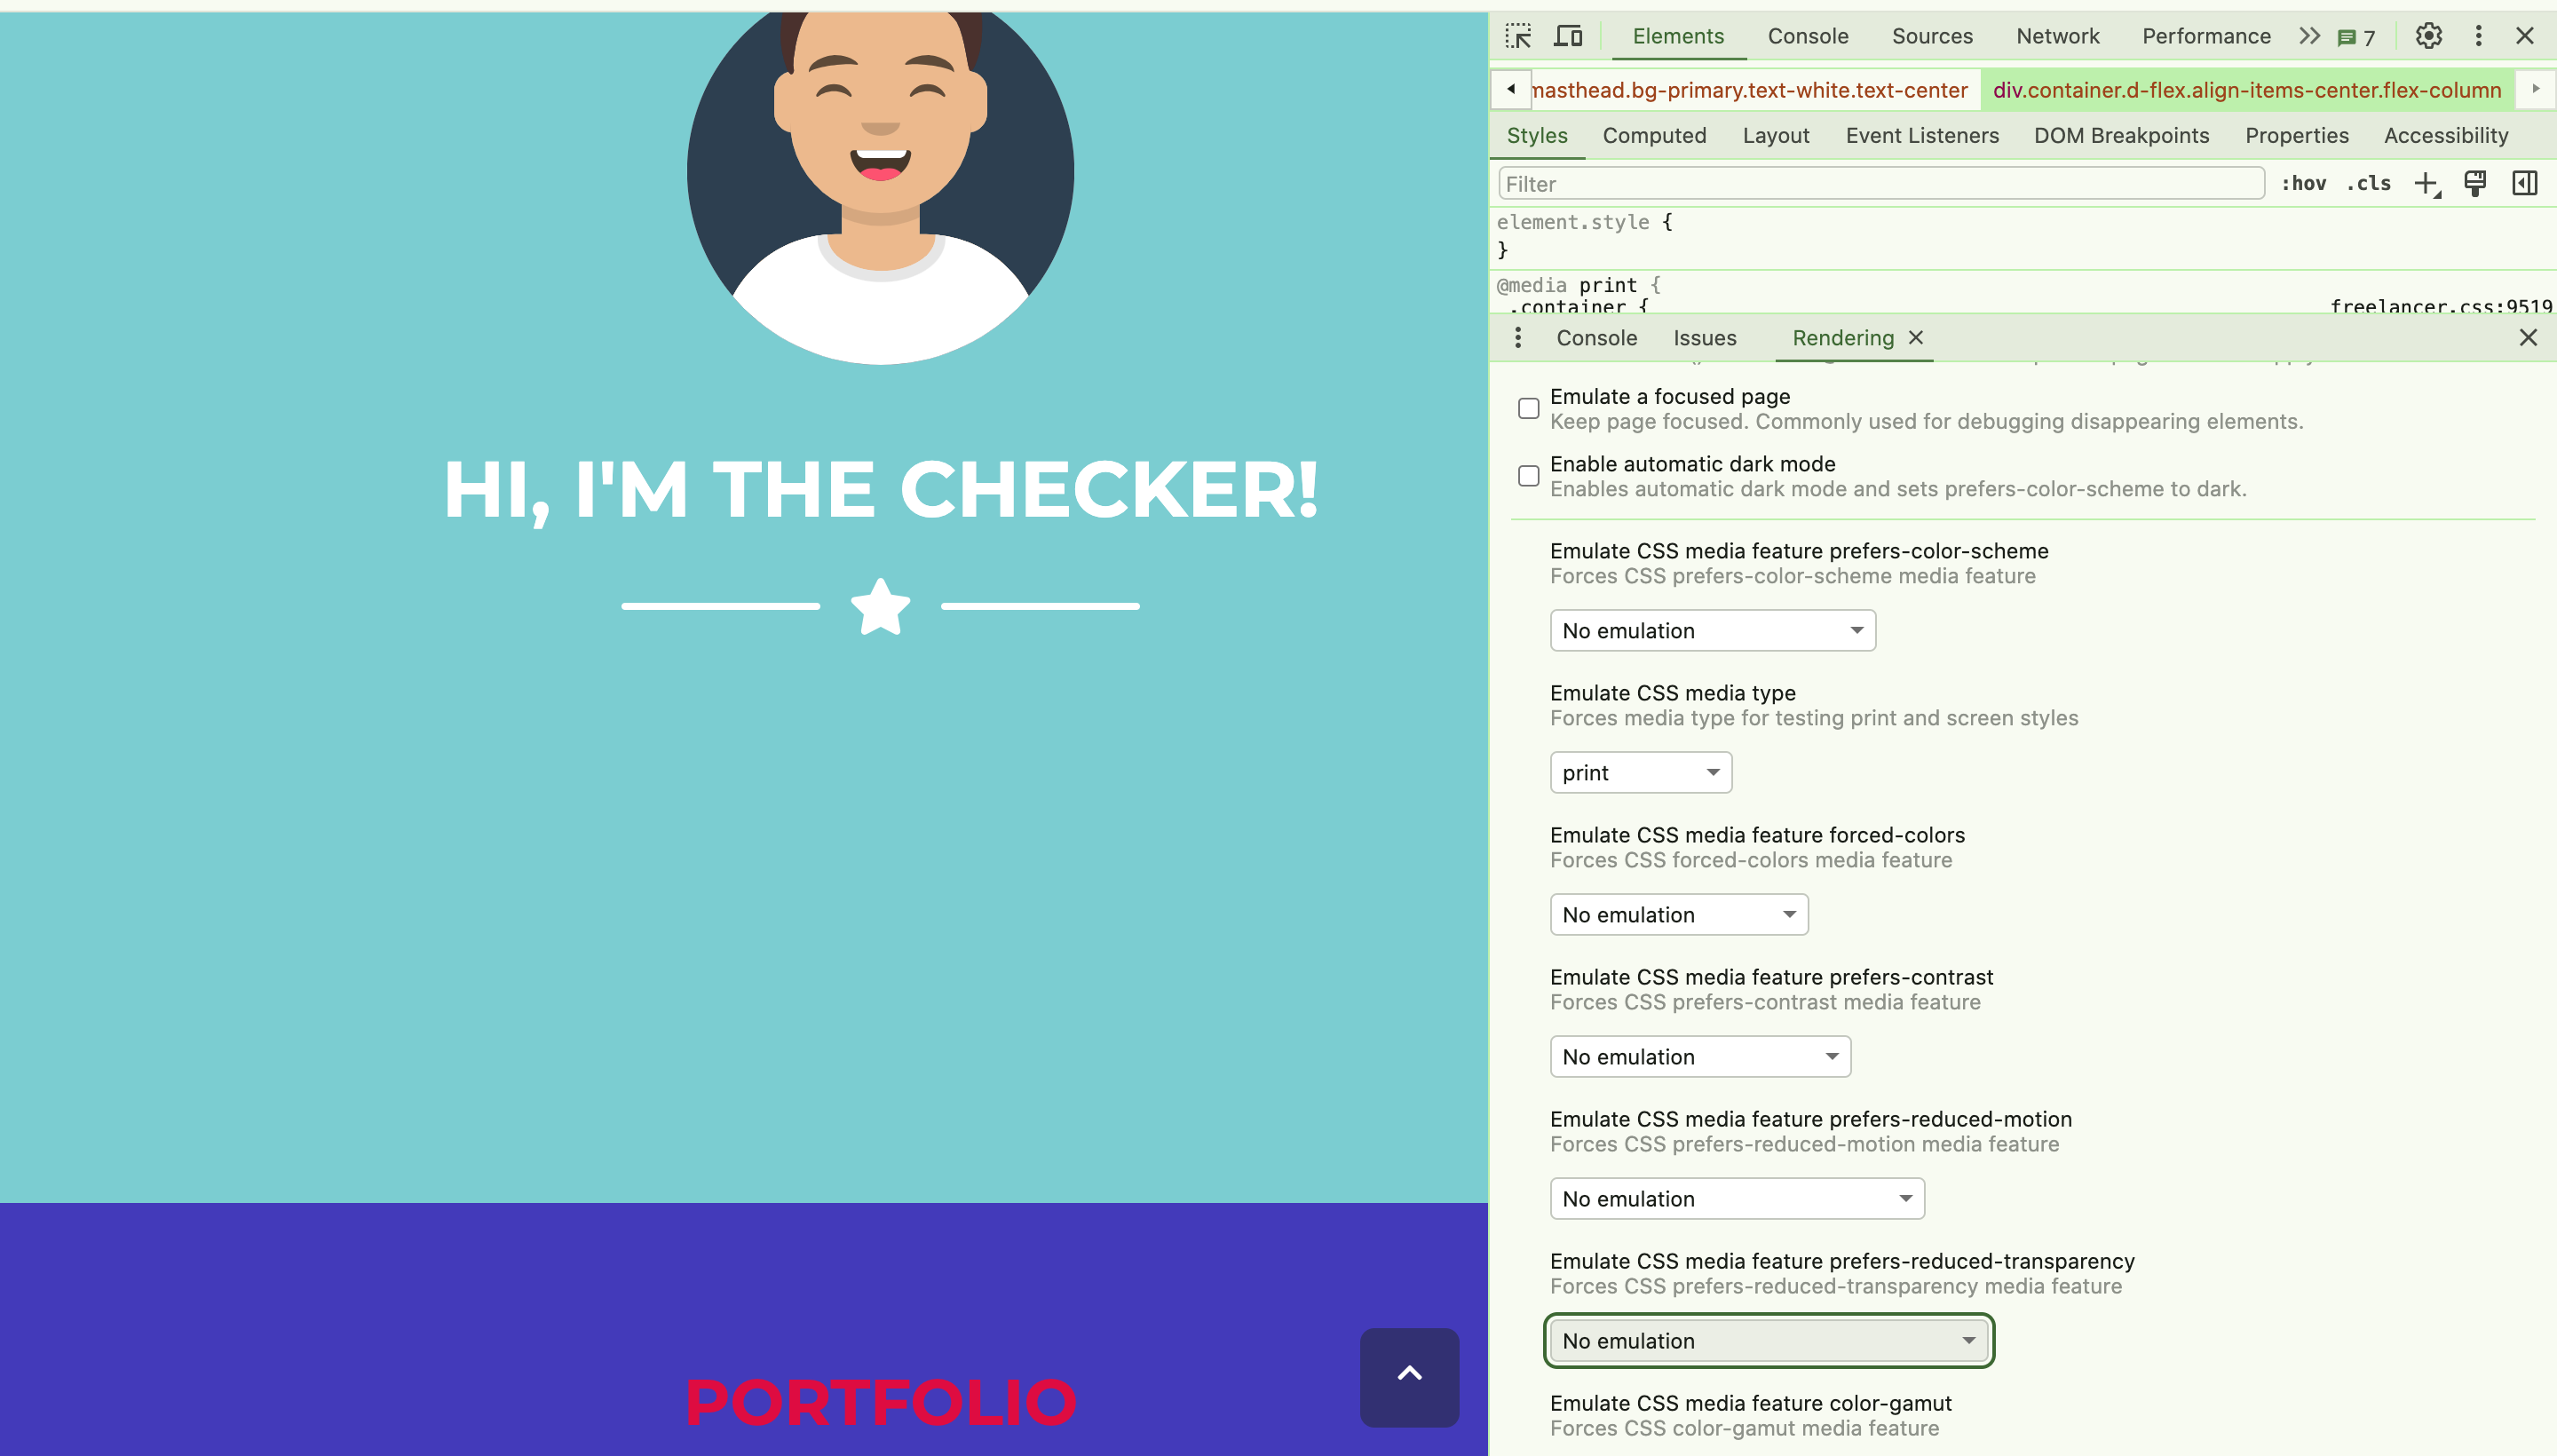 HI, I'M THE CHECKER!
PORTFOLIO
Elements Console Sources Network Performance 7
masthead.bg-primary.text-white.text-center div.container.d-flex.align-items-center.flex-column
Styles Computed Layout Event Listeners DOM Breakpoints Properties Accessibility
Filter :hov .cls
element.style {
}
@media print {
.container { freelancer.css:9519
Console Issues Rendering
Emulate a focused page
Keep page focused. Commonly used for debugging disappearing elements.
Enable automatic dark mode
Enables automatic dark mode and sets prefers-color-scheme to dark.
Emulate CSS media feature prefers-color-scheme
Forces CSS prefers-color-scheme media feature
No emulation
Emulate CSS media type
Forces media type for testing print and screen styles
print
Emulate CSS media feature forced-colors
Forces CSS forced-colors media feature
No emulation
Emulate CSS media feature prefers-contrast
Forces CSS prefers-contrast media feature
No emulation
Emulate CSS media feature prefers-reduced-motion
Forces CSS prefers-reduced-motion media feature
No emulation
Emulate CSS media feature prefers-reduced-transparency
Forces CSS prefers-reduced-transparency media feature
No emulation
Emulate CSS media feature color-gamut
Forces CSS color-gamut media feature